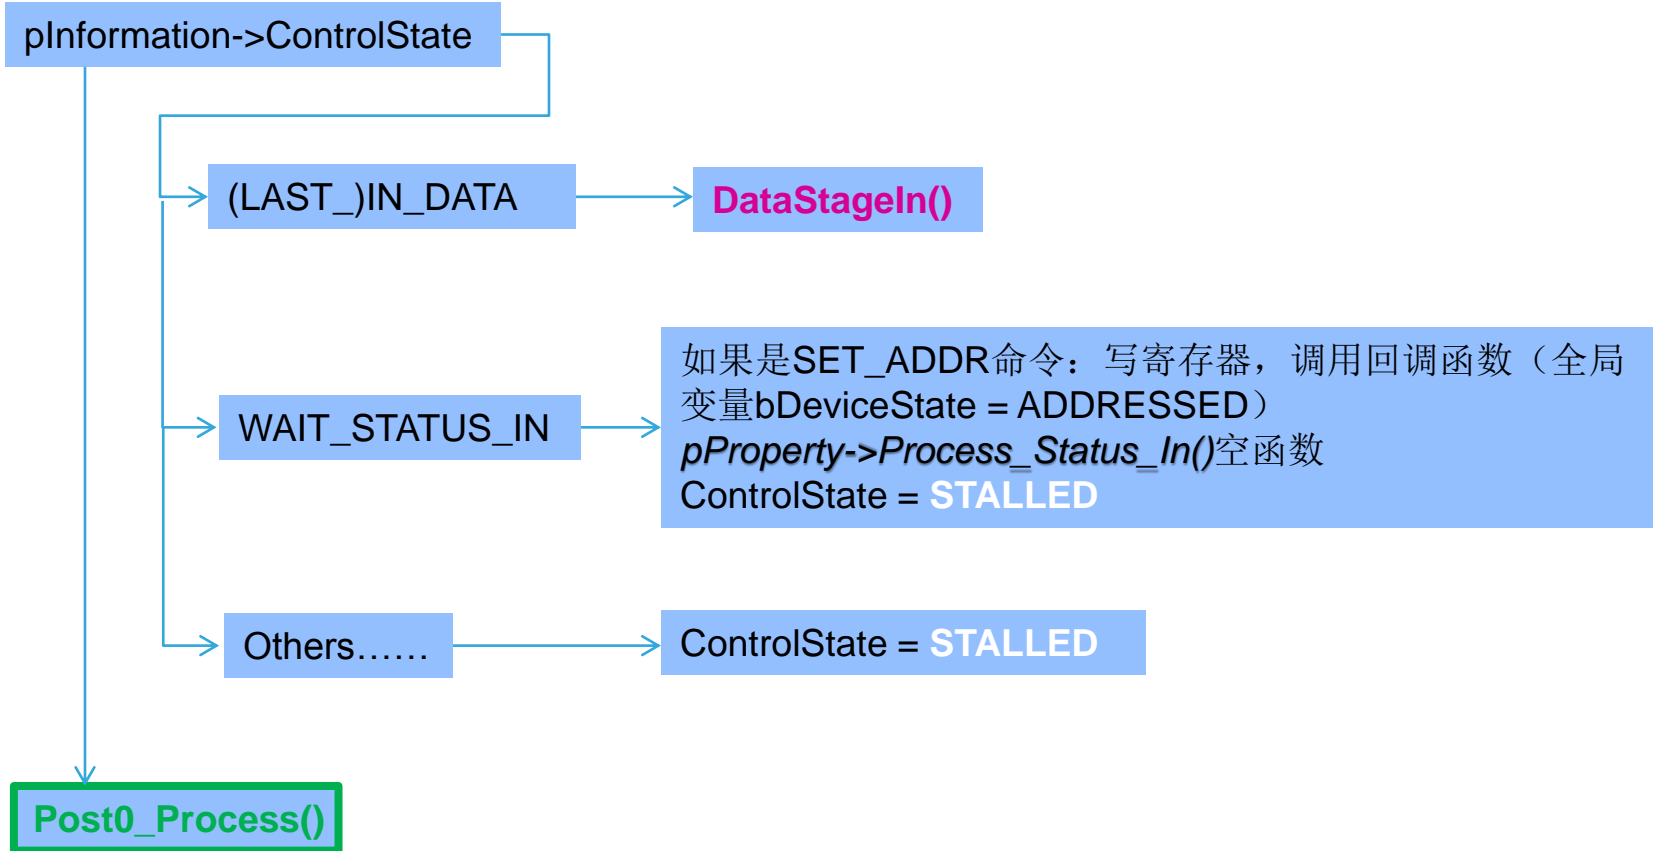 pInformation->ControlState
(LAST_)IN_DATA
DataStageIn()
WAIT_STATUS_IN
如果是SET_ADDR命令：写寄存器，调用回调函数（全局
变量bDeviceState = ADDRESSED）
pProperty->Process_Status_In()空函数
ControlState = STALLED
Others……
ControlState = STALLED
Post0_Process()